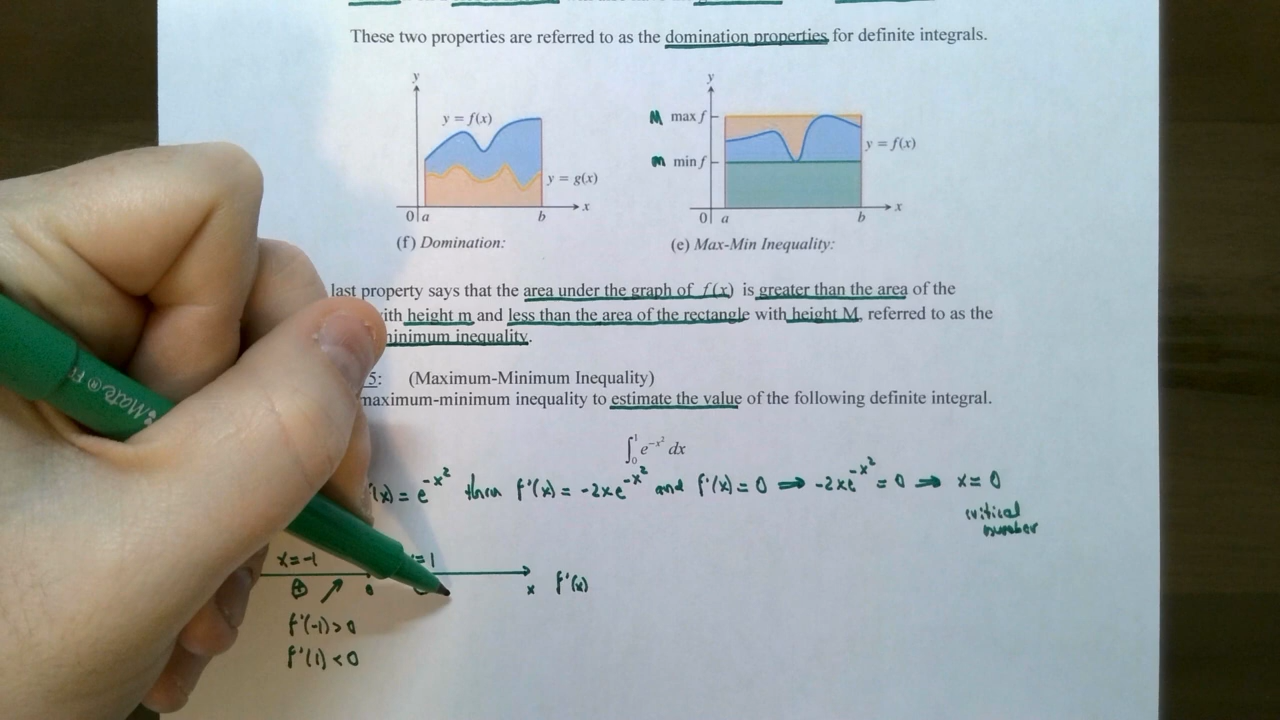 These two properties are referred to as the domination properties for definite integrals.
y y
y = f(x) M max f
y = f(x)
m min f
y = g(x)
0 a b x 0 a b x
(f) Domination: (e) Max-Min Inequality:
last property says that the area under the graph of f(x) is greater than the area of the
ith height m and less than the area of the rectangle with height M, referred to as the
inimum inequality.
5: (Maximum-Minimum Inequality)
maximum-minimum inequality to estimate the value of the following definite integral.
∫₀¹ e^{-x²} dx
(x) = e^{-x²} then f'(x) = -2xe^{-x²} and f'(x) = 0 ⇒ -2xe^{-x²} = 0 ⇒ x = 0
critical
number
x=-1 =1
⊕ ↗ 0 x f'(x)
f'(-1)>0
f'(1)<0